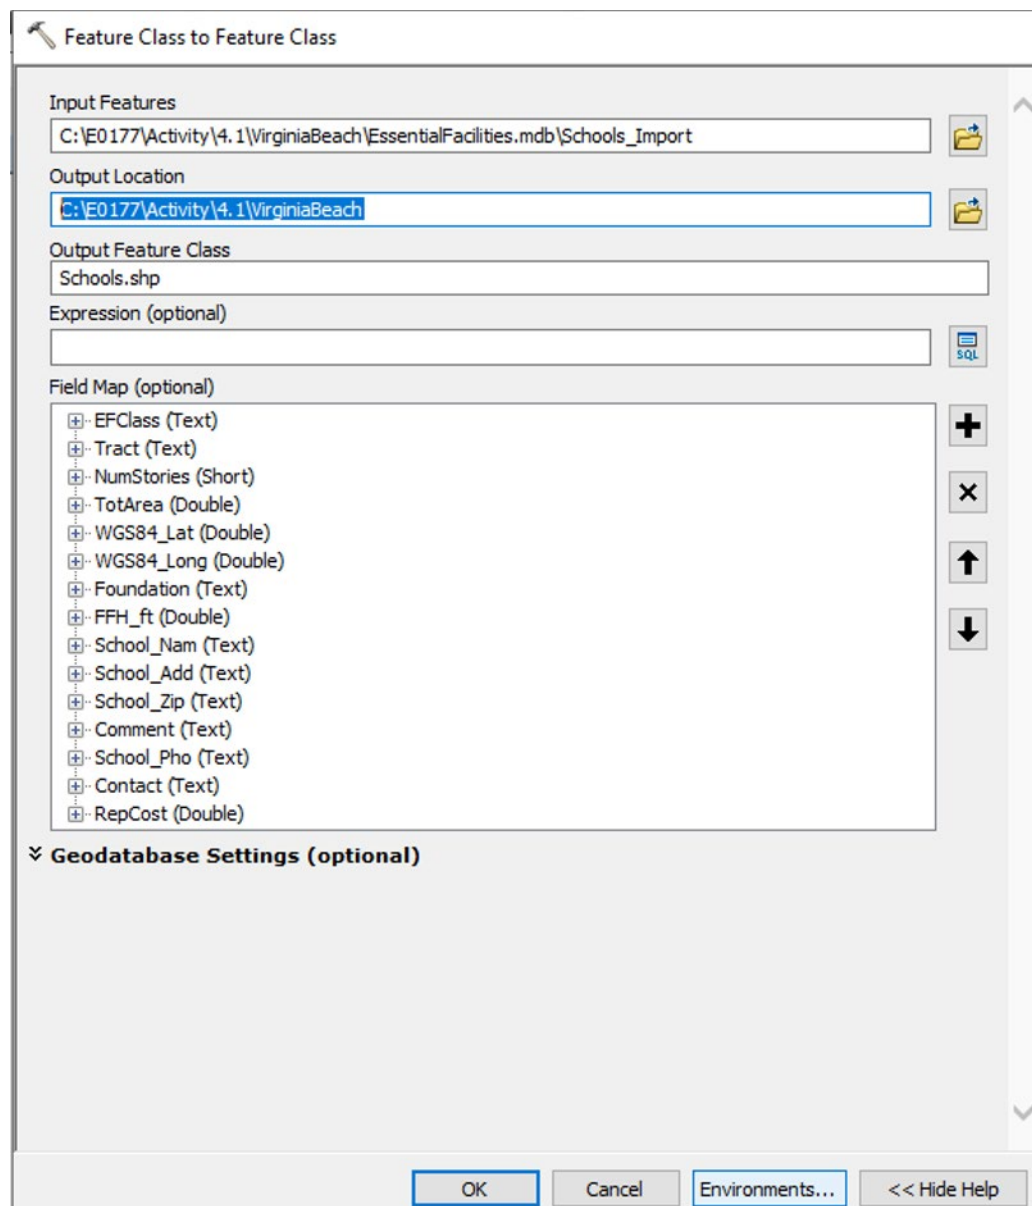 Feature Class to Feature Class
Input Features
C:\E0177\Activity\4.1\VirginiaBeach\EssentialFacilities.mdb\Schools_Import
Output Location
C:\E0177\Activity\4.1\VirginiaBeach
Output Feature Class
Schools.shp
Expression (optional)
SQL
Field Map (optional)
EFClass (Text)
Tract (Text)
NumStories (Short)
TotArea (Double)
WGS84_Lat (Double)
WGS84_Long (Double)
Foundation (Text)
FFH_ft (Double)
School_Nam (Text)
School_Add (Text)
School_Zip (Text)
Comment (Text)
School_Pho (Text)
Contact (Text)
RepCost (Double)
Geodatabase Settings (optional)
OK Cancel Environments... << Hide Help